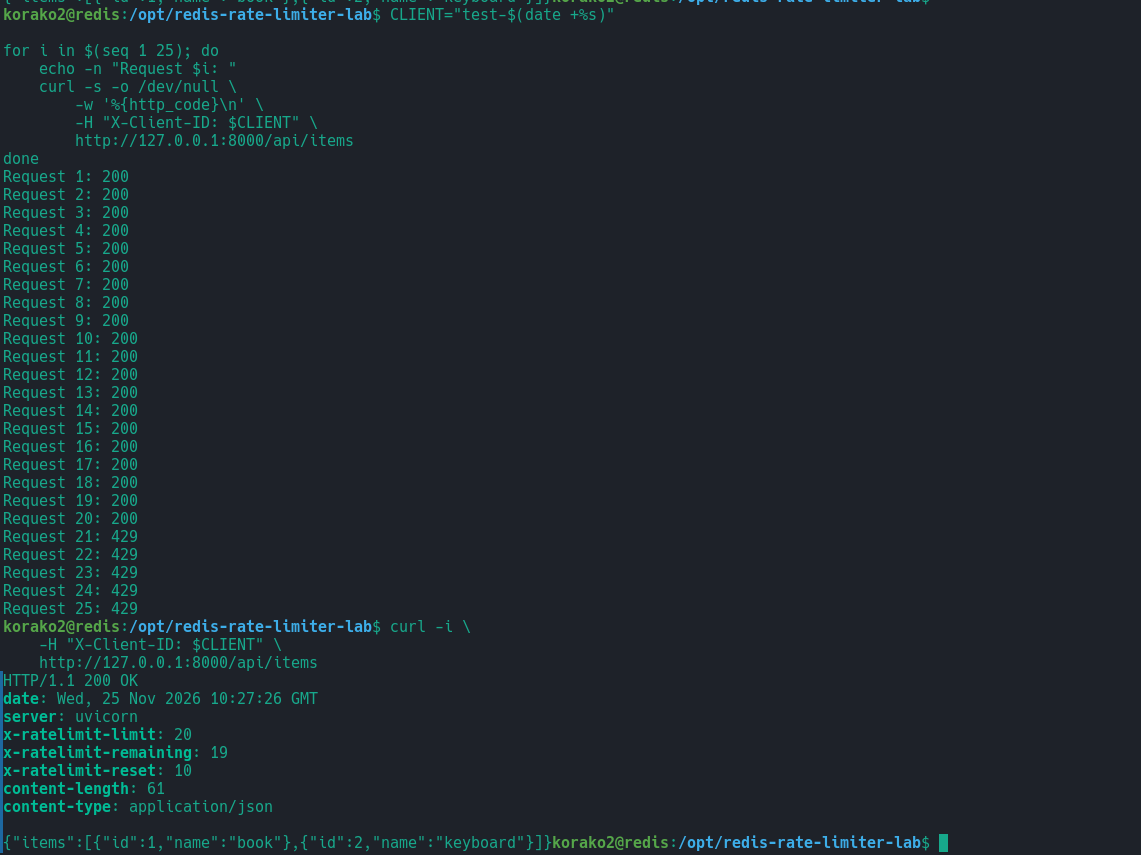 korako2@redis:/opt/redis-rate-limiter-lab$ CLIENT="test-$(date +%s)"

for i in $(seq 1 25); do
    echo -n "Request $i: "
    curl -s -o /dev/null \
        -w '%{http_code}\n' \
        -H "X-Client-ID: $CLIENT" \
        http://127.0.0.1:8000/api/items
done
Request 1: 200
Request 2: 200
Request 3: 200
Request 4: 200
Request 5: 200
Request 6: 200
Request 7: 200
Request 8: 200
Request 9: 200
Request 10: 200
Request 11: 200
Request 12: 200
Request 13: 200
Request 14: 200
Request 15: 200
Request 16: 200
Request 17: 200
Request 18: 200
Request 19: 200
Request 20: 200
Request 21: 429
Request 22: 429
Request 23: 429
Request 24: 429
Request 25: 429
korako2@redis:/opt/redis-rate-limiter-lab$ curl -i \
    -H "X-Client-ID: $CLIENT" \
    http://127.0.0.1:8000/api/items
HTTP/1.1 200 OK
date: Wed, 25 Nov 2026 10:27:26 GMT
server: uvicorn
x-ratelimit-limit: 20
x-ratelimit-remaining: 19
x-ratelimit-reset: 10
content-length: 61
content-type: application/json

{"items":[{"id":1,"name":"book"},{"id":2,"name":"keyboard"}]}korako2@redis:/opt/redis-rate-limiter-lab$